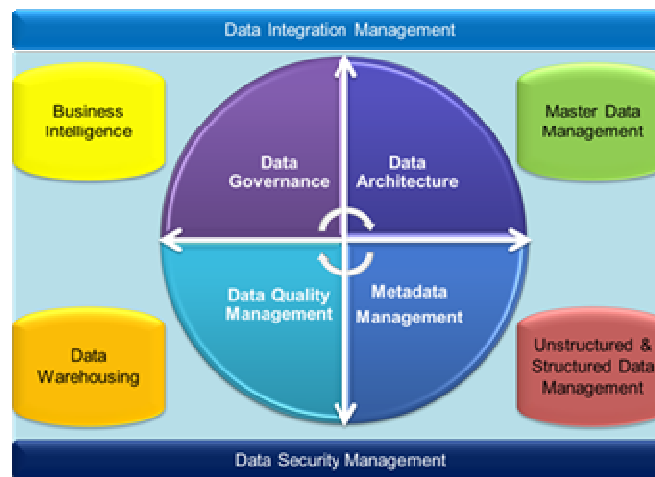 Data Integration Management
Business
Intelligence
Master Data
Management
Data
Governance
Data
Architecture
Data Quality
Management
Metadata
Management
Data
Warehousing
Unstructured &
Structured Data
Management
Data Security Management